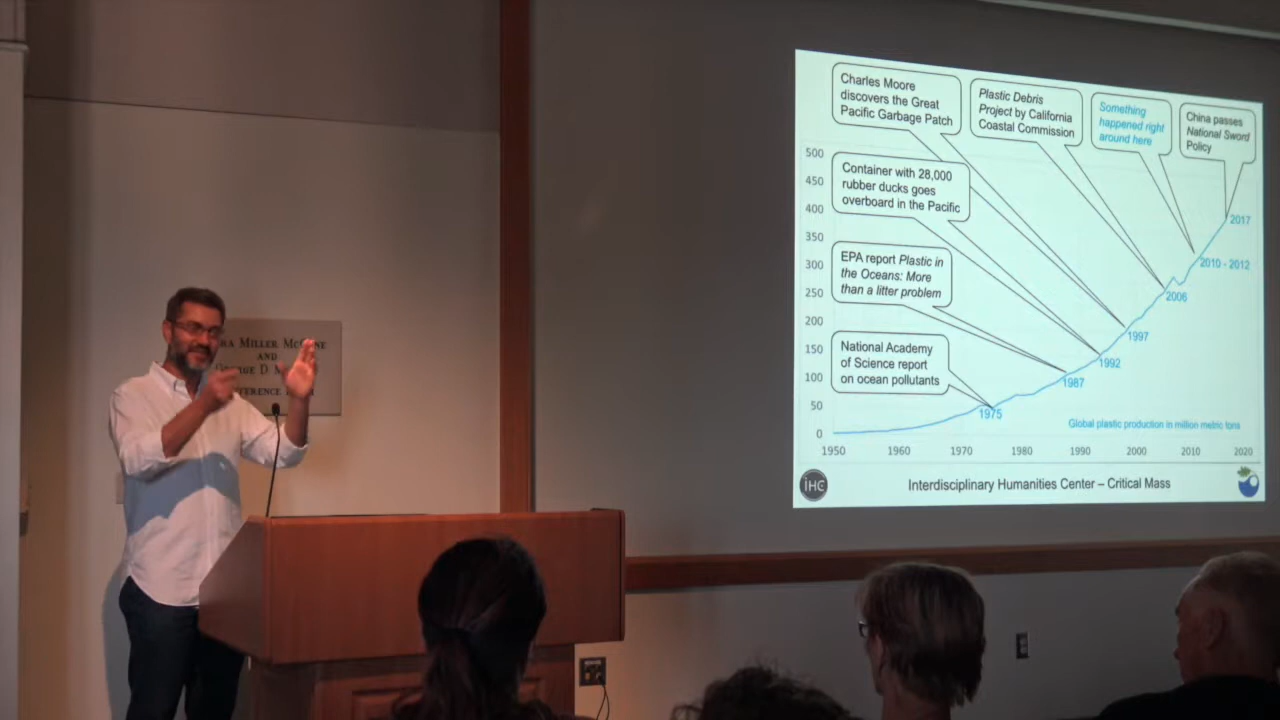 Charles Moore
discovers the Great
Pacific Garbage Patch
Plastic Debris
Project by California
Coastal Commission
Something
happened right
around here
China passes
National Sword
Policy
Container with 28,000
rubber ducks goes
overboard in the Pacific
EPA report Plastic in
the Oceans: More
than a litter problem
National Academy
of Science report
on ocean pollutants
500
450
400
350
300
250
200
150
100
50
0
2017
2010 - 2012
2006
1997
1992
1987
1975
Global plastic production in million metric tons
1950 1960 1970 1980 1990 2000 2010 2020
iHC
Interdisciplinary Humanities Center – Critical Mass
MILLER
AND
D.